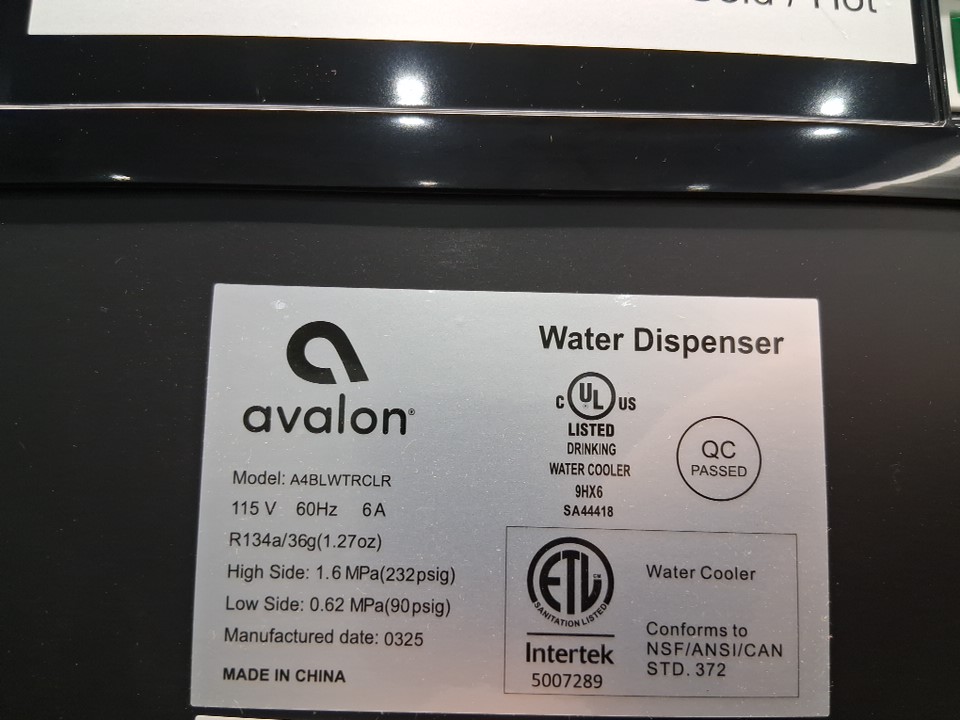 / Hot
avalon®
Model: A4BLWTRCLR
115 V 60Hz 6A
R134a/36g(1.27oz)
High Side: 1.6 MPa(232psig)
Low Side: 0.62 MPa(90psig)
Manufactured date: 0325
MADE IN CHINA
Water Dispenser
C UL US
LISTED
DRINKING
WATER COOLER
9HX6
SA44418
QC
PASSED
ETL
CM
SANITATION LISTED
Intertek
5007289
Water Cooler
Conforms to
NSF/ANSI/CAN
STD. 372